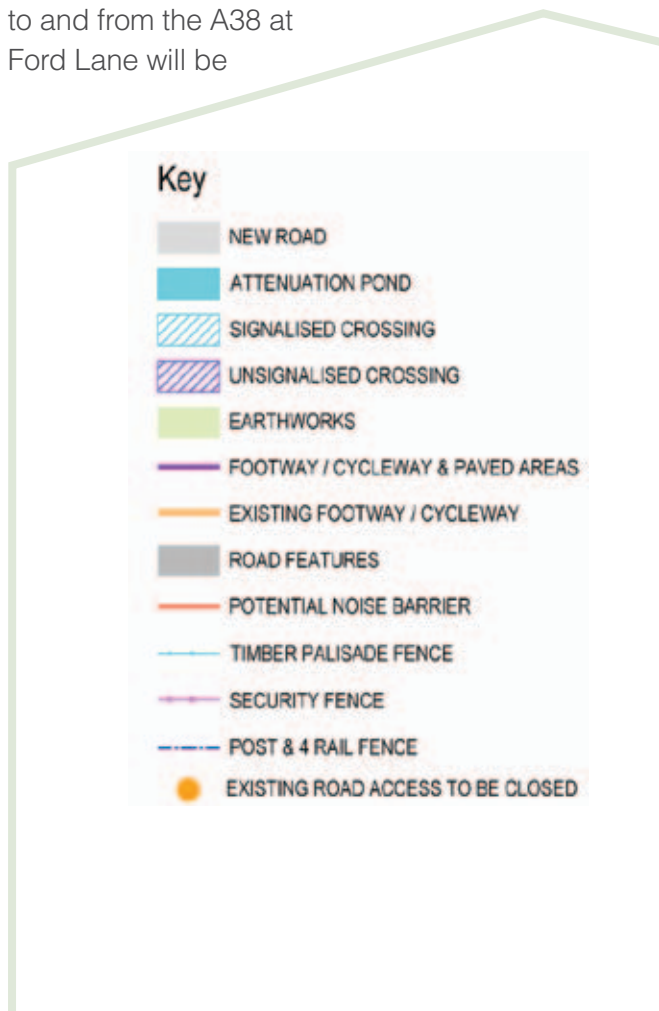 to and from the A38 at
Ford Lane will be
Key
NEW ROAD
ATTENUATION POND
SIGNALISED CROSSING
UNSIGNALISED CROSSING
EARTHWORKS
FOOTWAY / CYCLEWAY & PAVED AREAS
EXISTING FOOTWAY / CYCLEWAY
ROAD FEATURES
POTENTIAL NOISE BARRIER
TIMBER PALISADE FENCE
SECURITY FENCE
POST & 4 RAIL FENCE
EXISTING ROAD ACCESS TO BE CLOSED